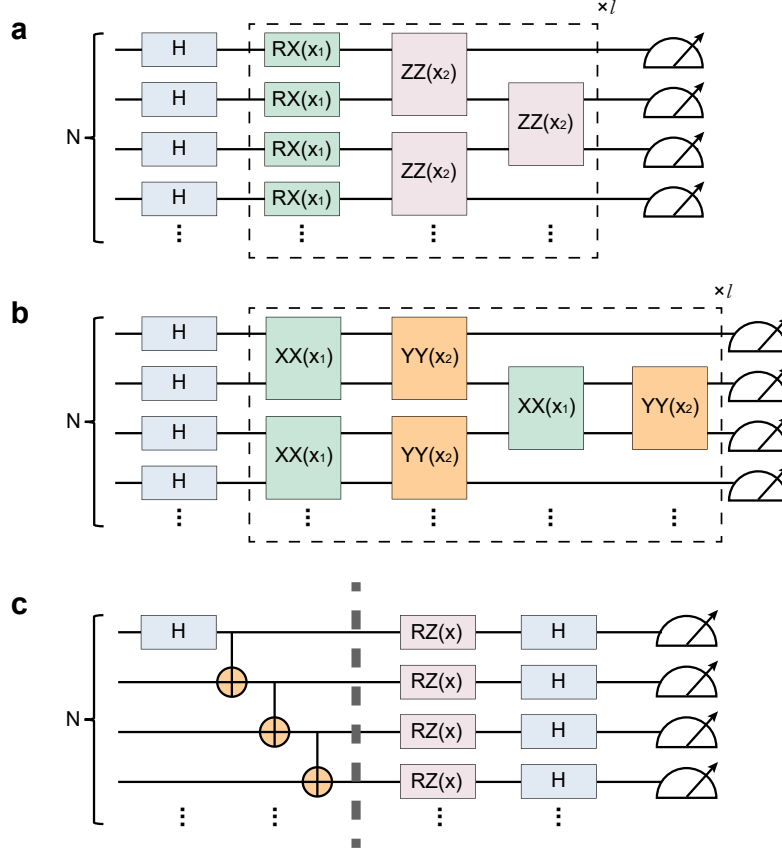 a
×l
H RX(x₁) ZZ(x₂)
H RX(x₁) ZZ(x₂)
N
H RX(x₁) ZZ(x₂)
H RX(x₁)
b
×l
H XX(x₁) YY(x₂)
H XX(x₁) YY(x₂)
N
H XX(x₁) YY(x₂)
H
c
H RZ(x) H
H RZ(x) H
N
H RZ(x) H
H RZ(x) H